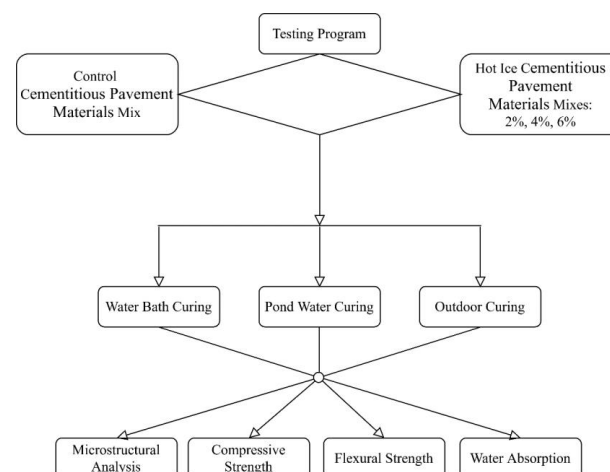 Testing Program
Control
Cementitious Pavement
Materials Mix
Hot Ice Cementitious
Pavement
Materials Mixes:
2%, 4%, 6%
Water Bath Curing
Pond Water Curing
Outdoor Curing
Microstructural
Analysis
Compressive
Strength
Flexural Strength
Water Absorption